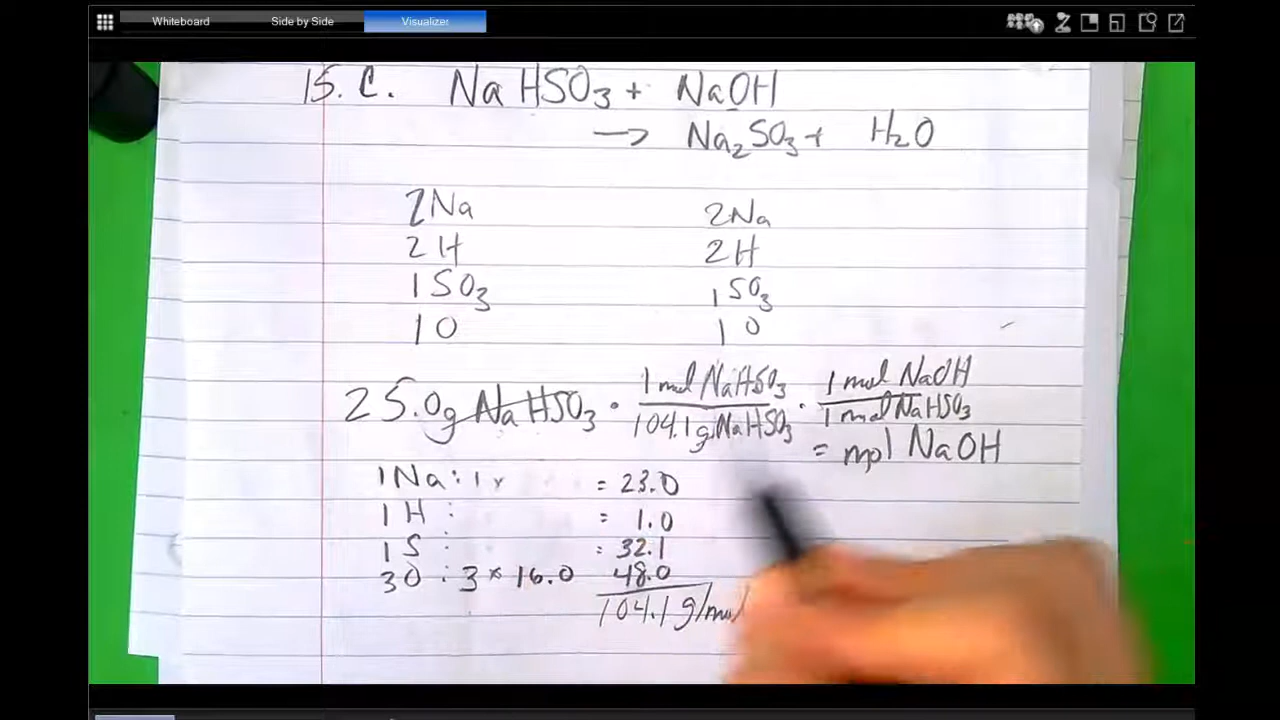 Whiteboard Side by Side Visualizer
15. C. NaHSO3 + NaOH
→ Na2SO3 + H2O
2Na 2Na
2H 2H
1SO3 1SO3
1O 1O
25.0g NaHSO3 · 1 mol NaHSO3 / 104.1 g NaHSO3 · 1 mol NaOH / 1 mol NaHSO3
= mol NaOH
1Na: 1 x = 23.0
1H: = 1.0
1S: : 32.1
3O : 3 × 16.0 48.0
104.1 g/mol